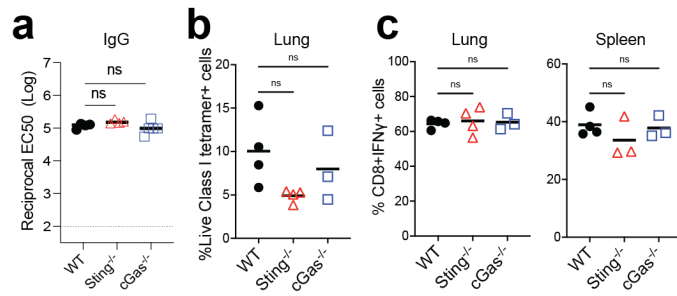 a
IgG
Reciprocal EC50 (Log)
7
6
5
4
3
2
ns
ns
WT
Sting-/-
cGas-/-
b
Lung
%Live Class I tetramer+ cells
20
15
10
5
0
ns
ns
WT
Sting-/-
cGas-/-
c
Lung
% CD8+IFNγ+ cells
100
80
60
40
20
0
ns
ns
WT
Sting-/-
cGas-/-
Spleen
60
40
20
0
ns
ns
WT
Sting-/-
cGas-/-